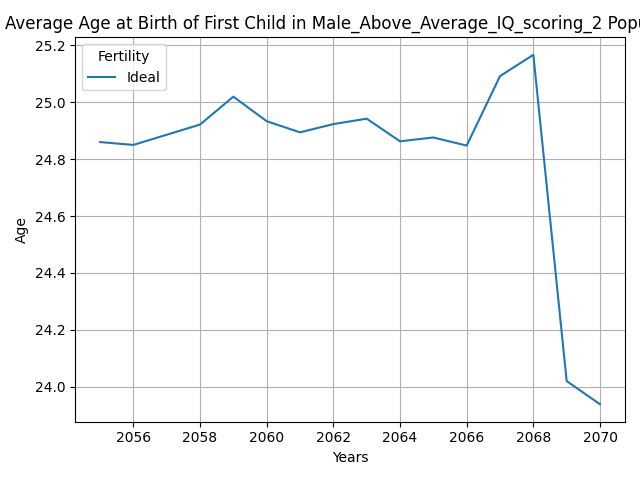 Average Age at Birth of First Child in Male_Above_Average_IQ_scoring_2
Fertility
Ideal
25.2
25.0
24.8
24.6
24.4
24.2
24.0
Age
2056 2058 2060 2062 2064 2066 2068 2070
Years